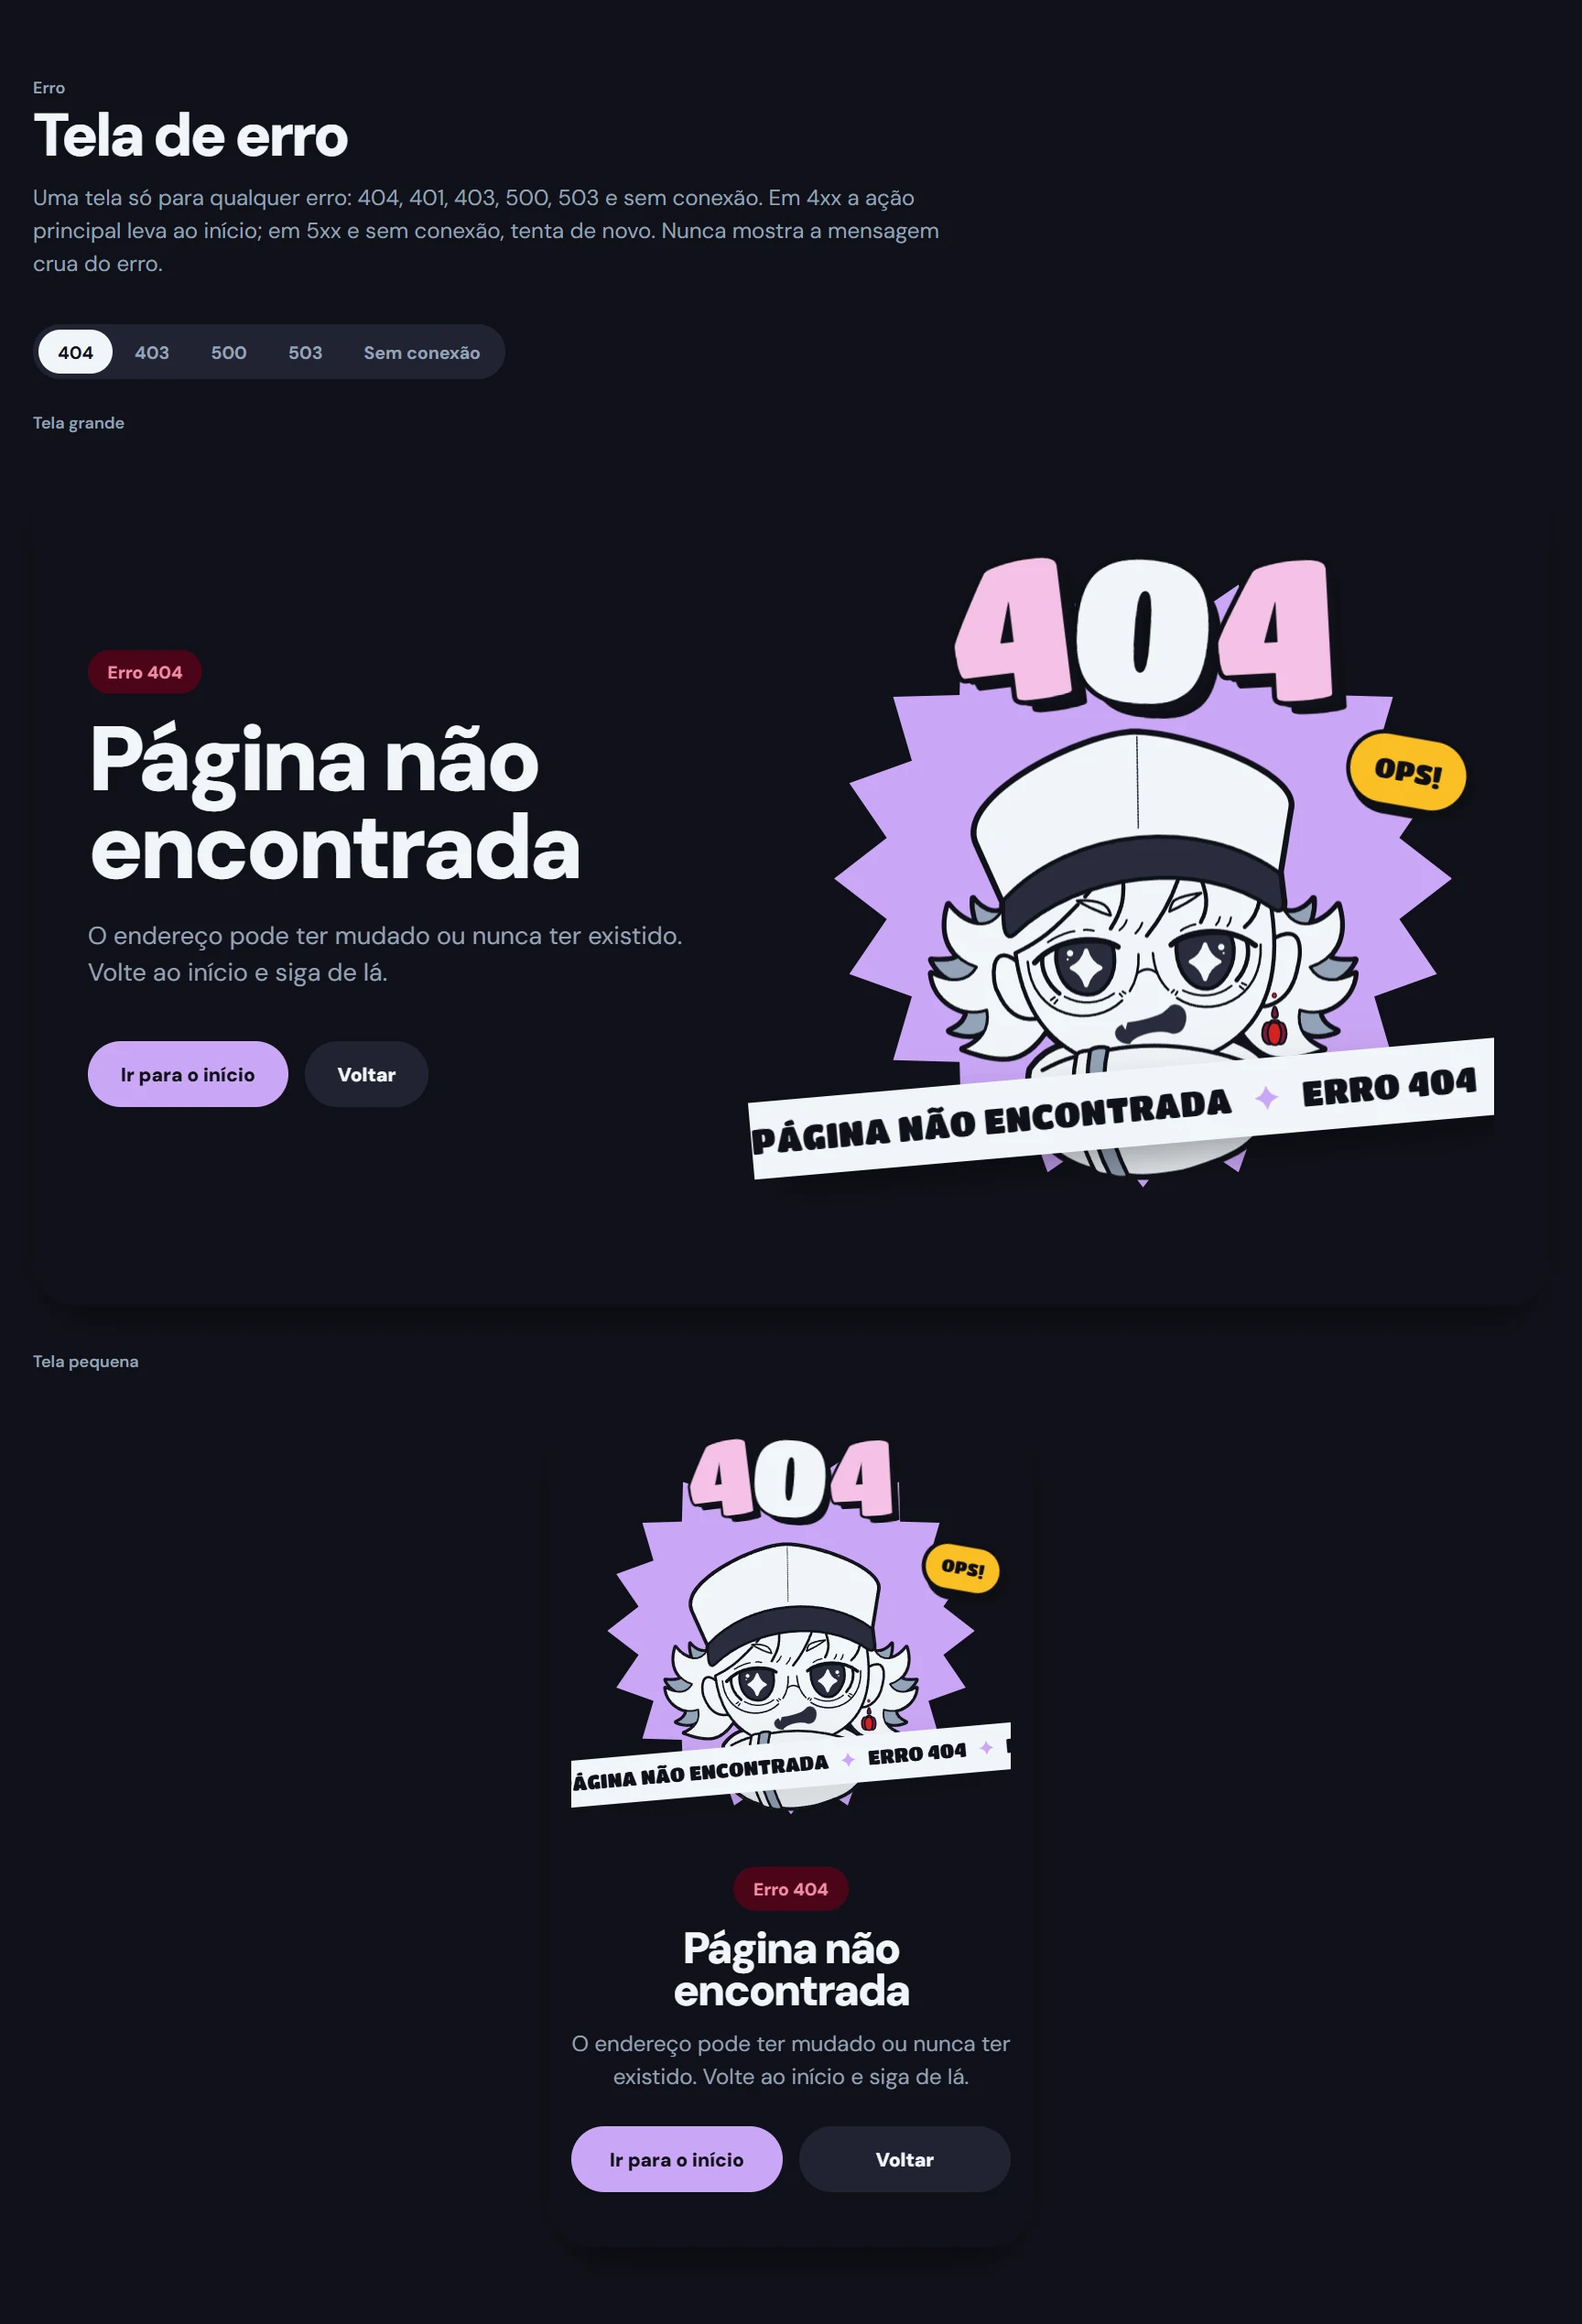 Erro
Tela de erro
Uma tela só para qualquer erro: 404, 401, 403, 500, 503 e sem conexão. Em 4xx a ação
principal leva ao início; em 5xx e sem conexão, tenta de novo. Nunca mostra a mensagem
crua do erro.
404 403 500 503 Sem conexão
Tela grande
404
OPS!
Erro 404
Página não
encontrada
O endereço pode ter mudado ou nunca ter existido.
Volte ao início e siga de lá.
Ir para o início Voltar
PÁGINA NÃO ENCONTRADA ✦ ERRO 404
Tela pequena
404
OPS!
ÁGINA NÃO ENCONTRADA ✦ ERRO 404 ✦
Erro 404
Página não
encontrada
O endereço pode ter mudado ou nunca ter
existido. Volte ao início e siga de lá.
Ir para o início Voltar